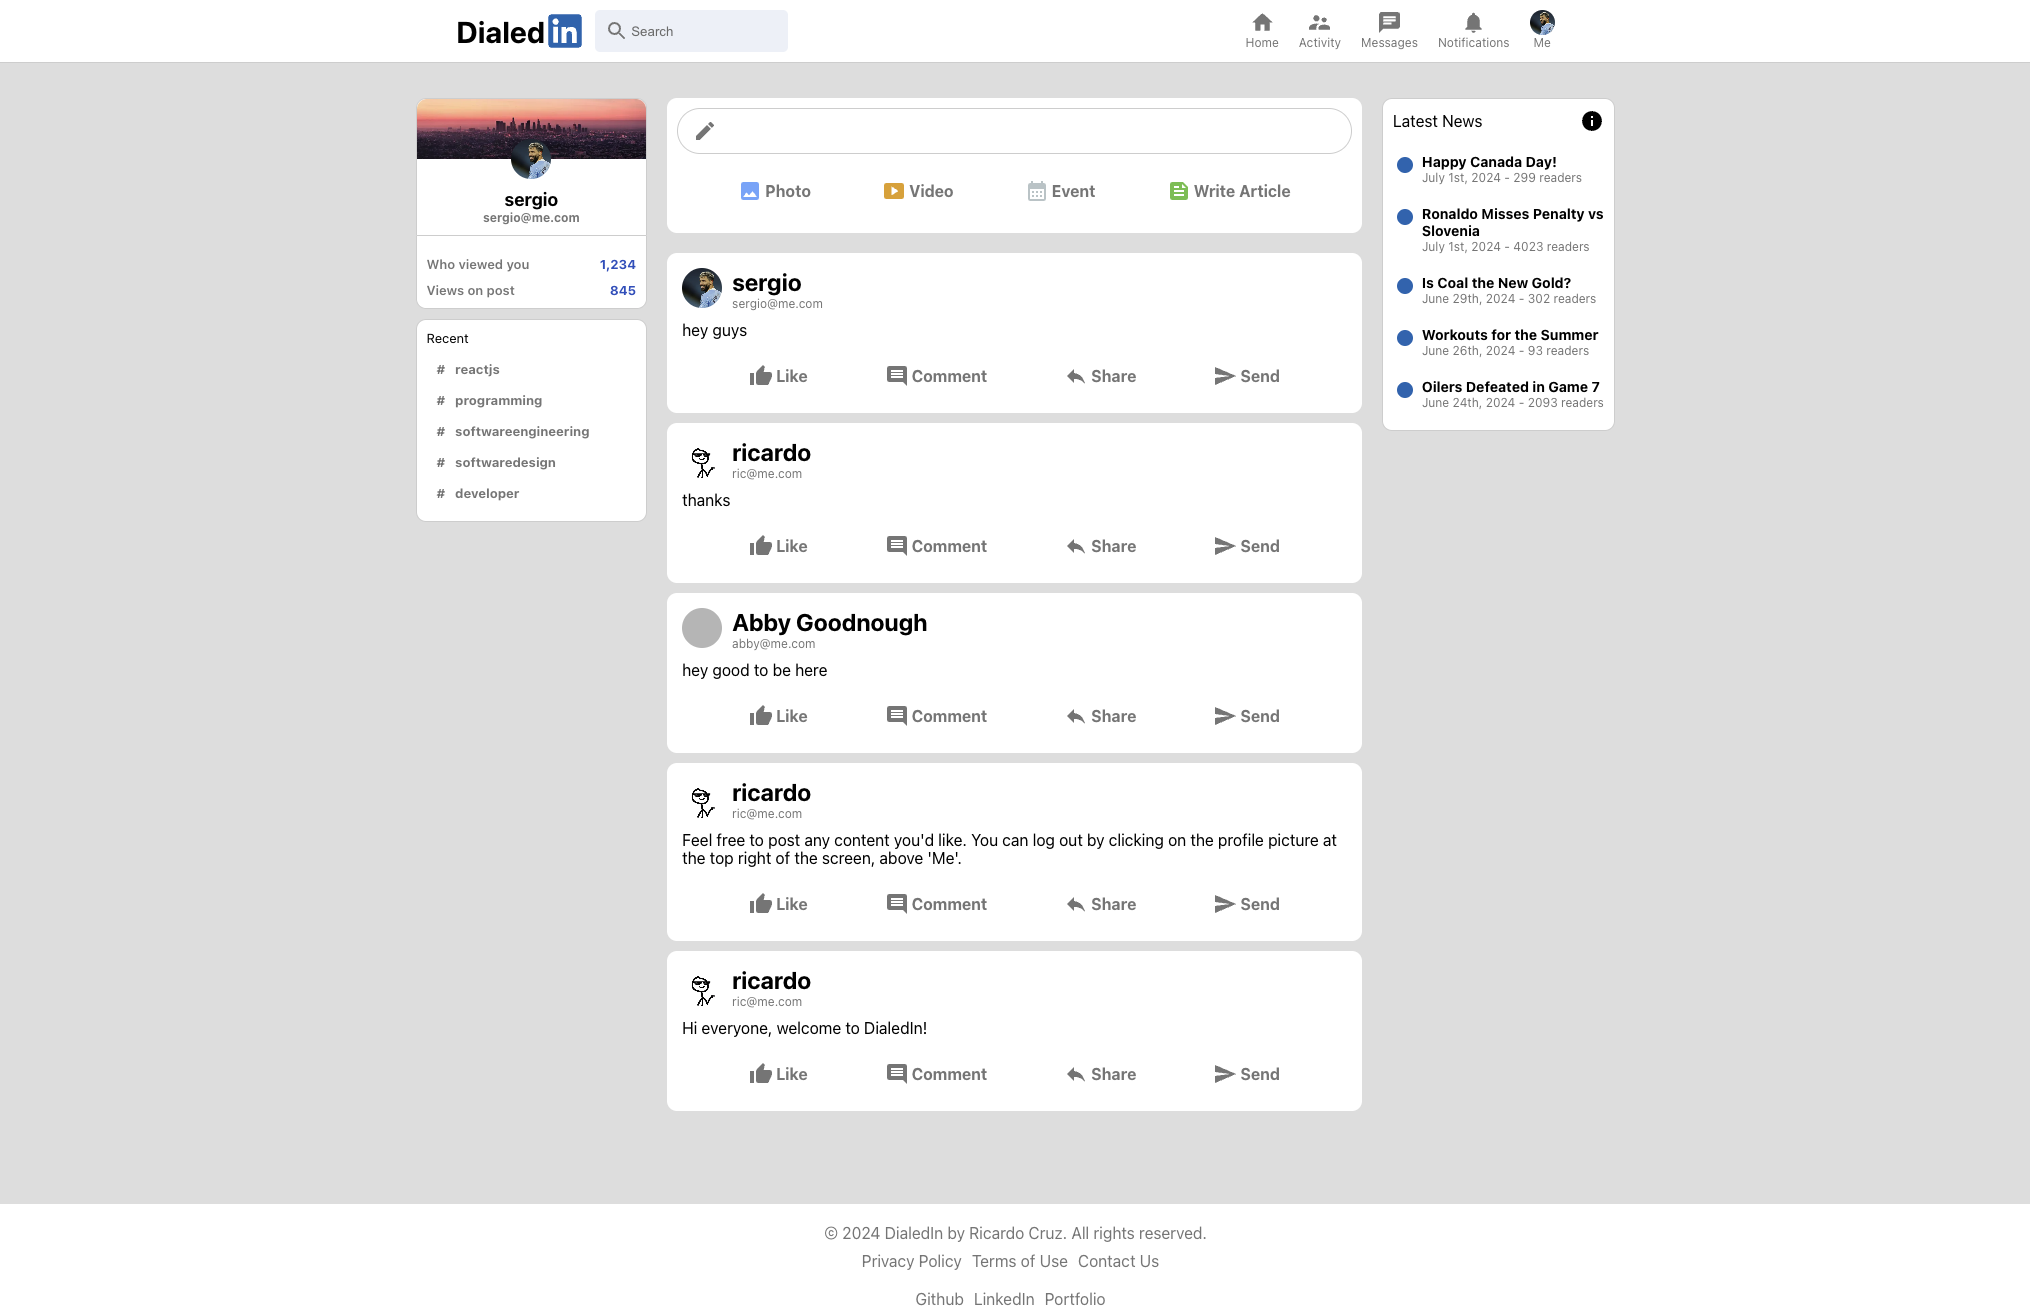 Dialed in
Search
Home
Activity
Messages
Notifications
Me
sergio
sergio@me.com
Who viewed you 1,234
Views on post 845
Recent
# reactjs
# programming
# softwareengineering
# softwaredesign
# developer
Photo
Video
Event
Write Article
sergio
sergio@me.com
hey guys
Like Comment Share Send
ricardo
ric@me.com
thanks
Like Comment Share Send
Abby Goodnough
abby@me.com
hey good to be here
Like Comment Share Send
ricardo
ric@me.com
Feel free to post any content you'd like. You can log out by clicking on the profile picture at
the top right of the screen, above 'Me'.
Like Comment Share Send
ricardo
ric@me.com
Hi everyone, welcome to DialedIn!
Like Comment Share Send
Latest News
Happy Canada Day!
July 1st, 2024 - 299 readers
Ronaldo Misses Penalty vs
Slovenia
July 1st, 2024 - 4023 readers
Is Coal the New Gold?
June 29th, 2024 - 302 readers
Workouts for the Summer
June 26th, 2024 - 93 readers
Oilers Defeated in Game 7
June 24th, 2024 - 2093 readers
© 2024 DialedIn by Ricardo Cruz. All rights reserved.
Privacy Policy Terms of Use Contact Us
Github LinkedIn Portfolio